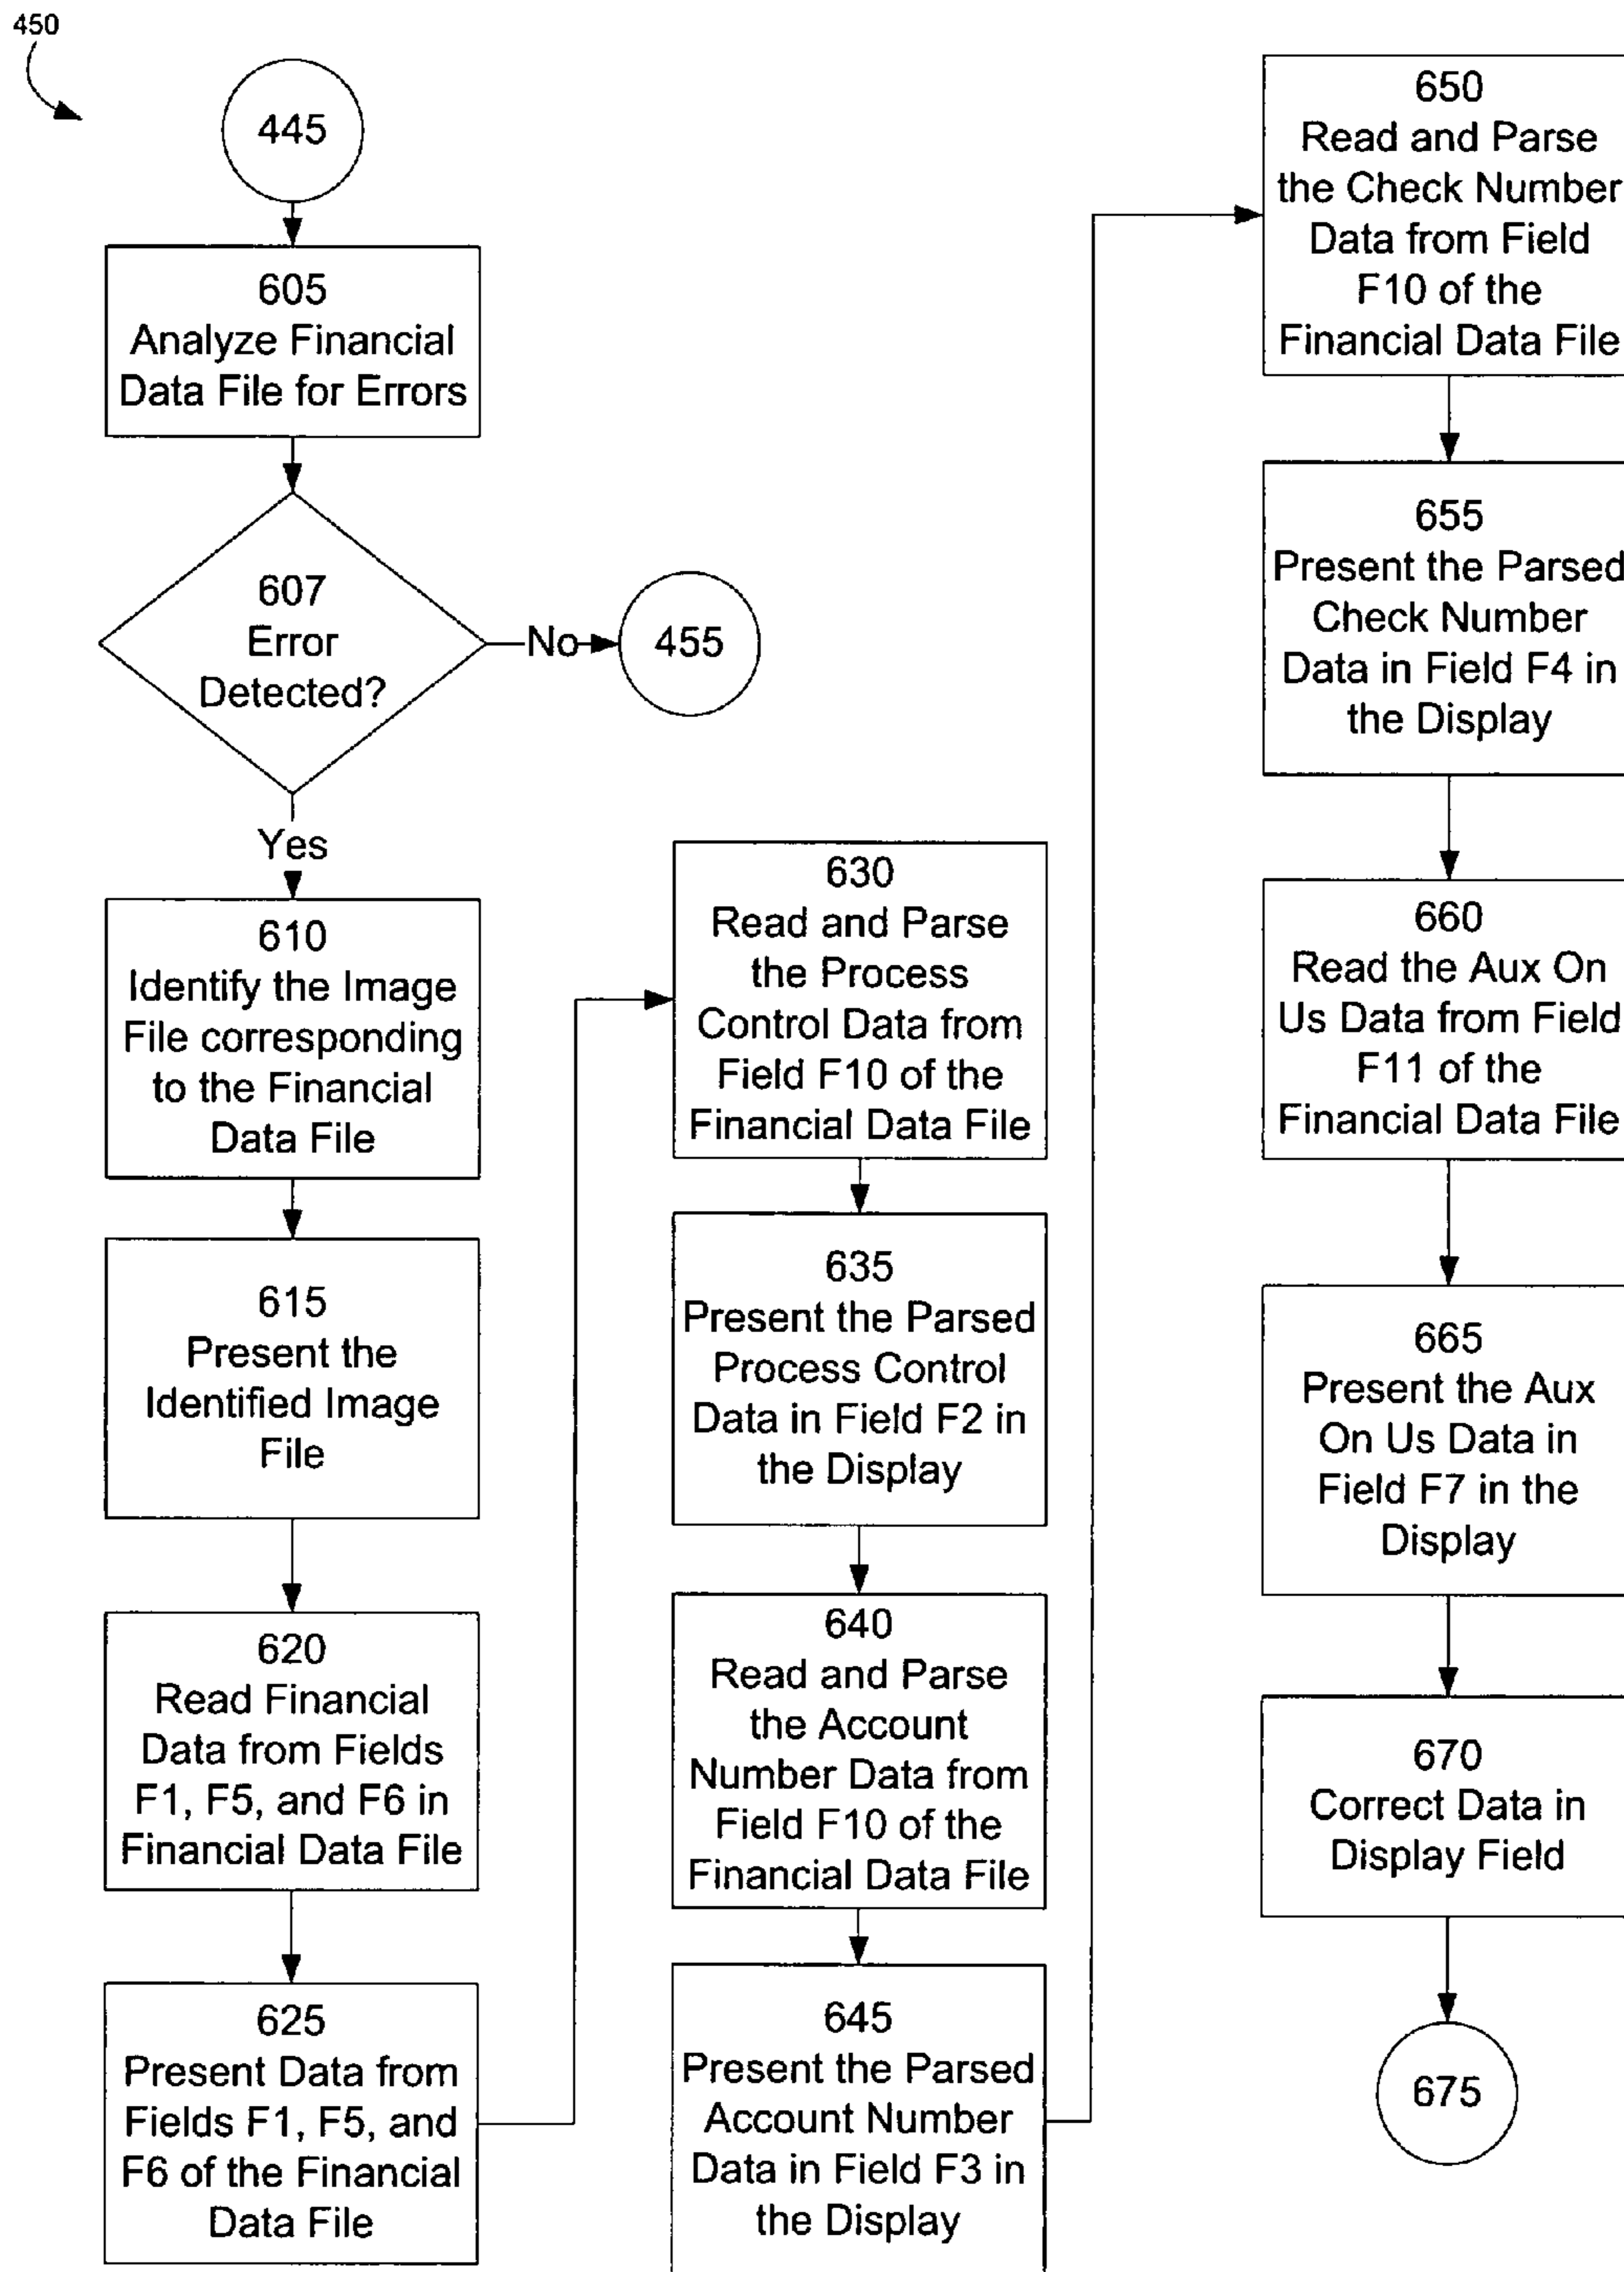 450
445
605
Analyze Financial
Data File for Errors
607
Error
Detected?
No
455
Yes
610
Identify the Image
File corresponding
to the Financial
Data File
615
Present the
Identified Image
File
620
Read Financial
Data from Fields
F1, F5, and F6 in
Financial Data File
625
Present Data from
Fields F1, F5, and
F6 of the Financial
Data File
630
Read and Parse
the Process
Control Data from
Field F10 of the
Financial Data File
635
Present the Parsed
Process Control
Data in Field F2 in
the Display
640
Read and Parse
the Account
Number Data from
Field F10 of the
Financial Data File
645
Present the Parsed
Account Number
Data in Field F3 in
the Display
650
Read and Parse
the Check Number
Data from Field
F10 of the
Financial Data File
655
Present the Parsed
Check Number
Data in Field F4 in
the Display
660
Read the Aux On
Us Data from Field
F11 of the
Financial Data File
665
Present the Aux
On Us Data in
Field F7 in the
Display
670
Correct Data in
Display Field
675